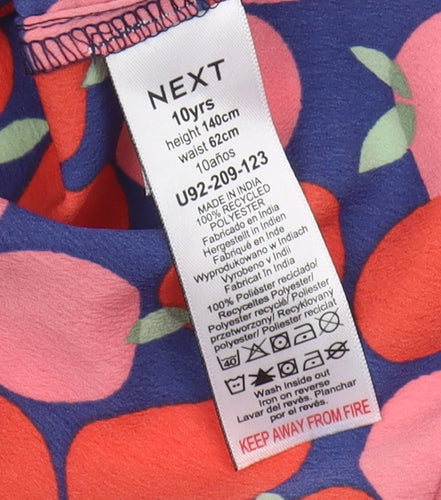 NEXT
10yrs
height 140cm
waist 62cm
10años
U92-209-123
MADE IN INDIA
100% RECYCLED
POLYESTER
Fabricado en India
Hergestellt in Indien
Fabriqué en Inde
Wyprodukowano w Indiach
Vyrobeno v Indii
Fabricat în India
100% Poliéster reciclado/
Recyceltes Polyester/
Polyester recyclé/ Poliester
przetworzony/ Recyklovaný
polyester/ Poliester reciclat
40
Wash inside out
Iron on reverse
Lavar del revés. Planchar
por el revés.
KEEP AWAY FROM FIRE